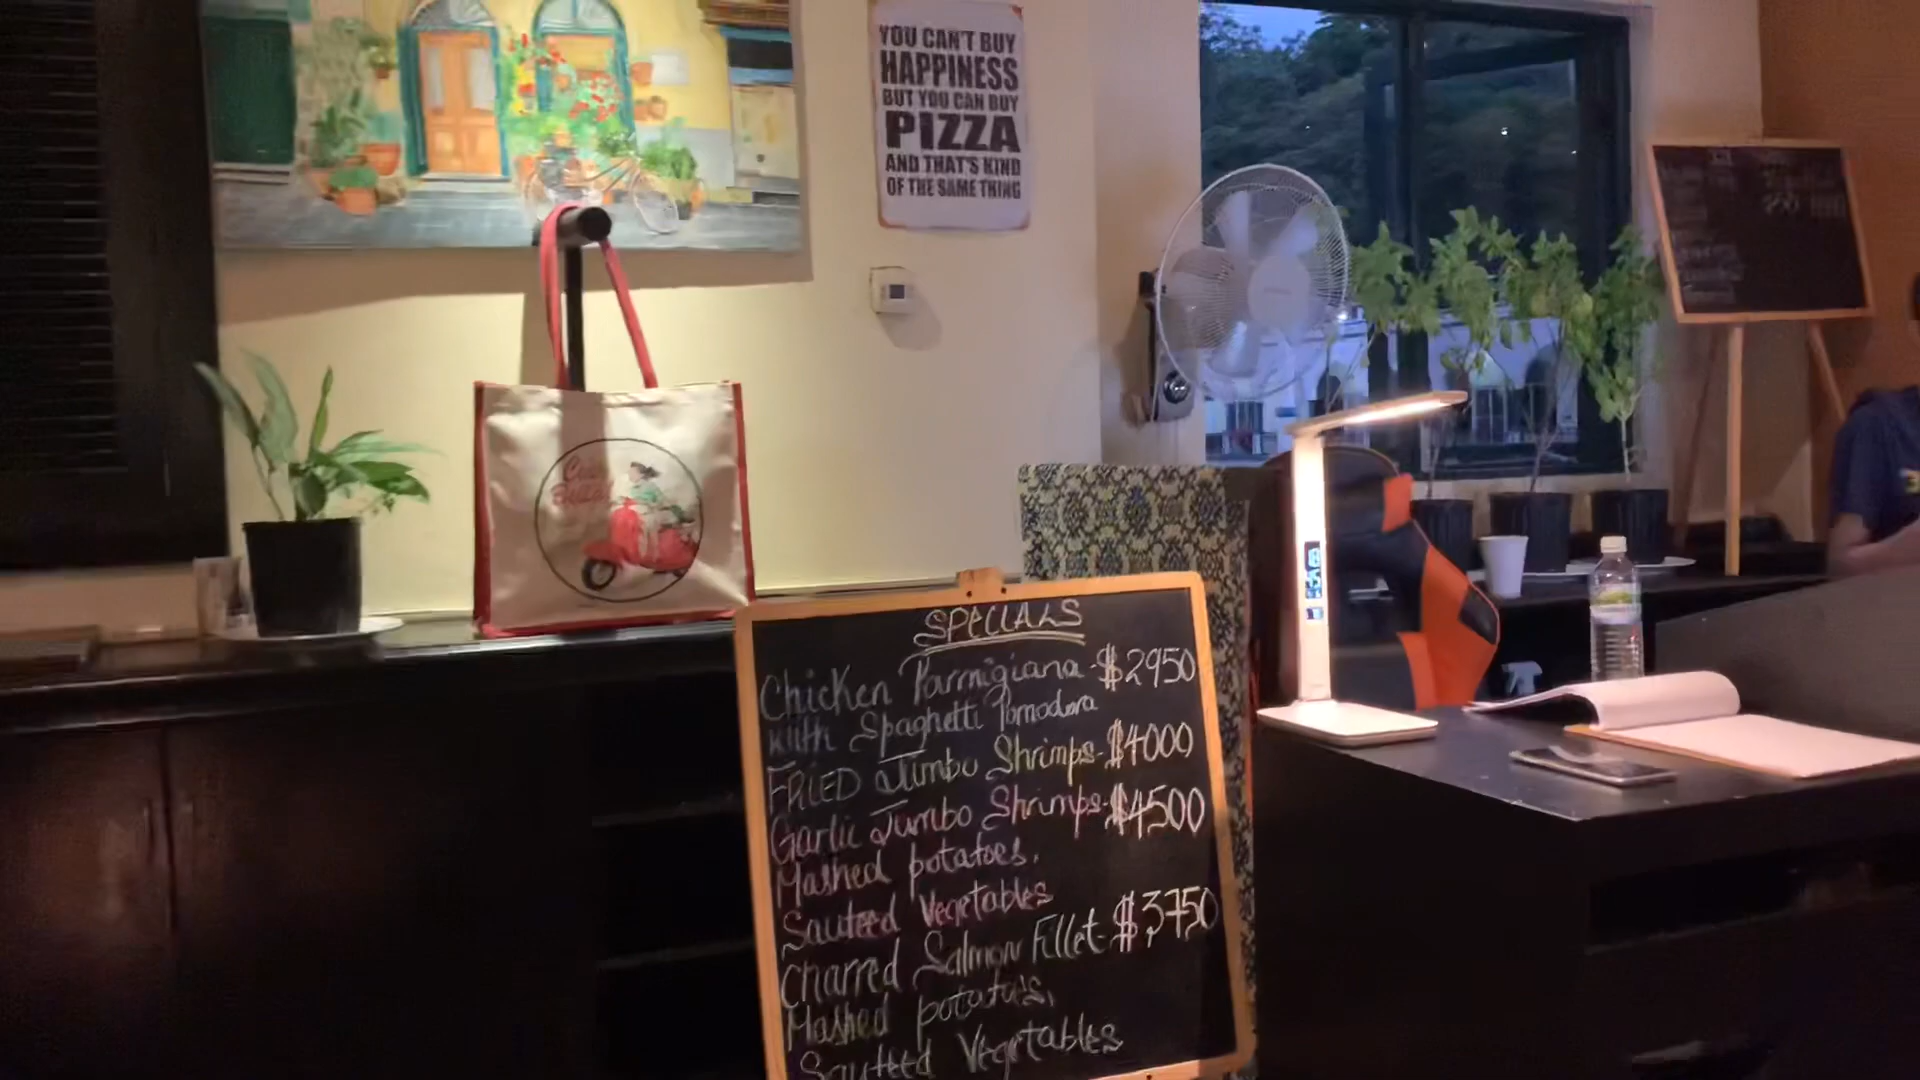 YOU CAN'T BUY
HAPPINESS
BUT YOU CAN BUY
PIZZA
AND THAT'S KIND
OF THE SAME THING
SPECIALS
Chicken Parmigiana - $2950
with Spaghetti Pomodora
FRIED Jumbo Shrimps - $4000
Garlic Jumbo Shrimps - $4500
Mashed potatoes,
Sauteed Vegetables
Charred Salmon Fillet - $3750
Mashed potatoes,
Sauteed Vegetables